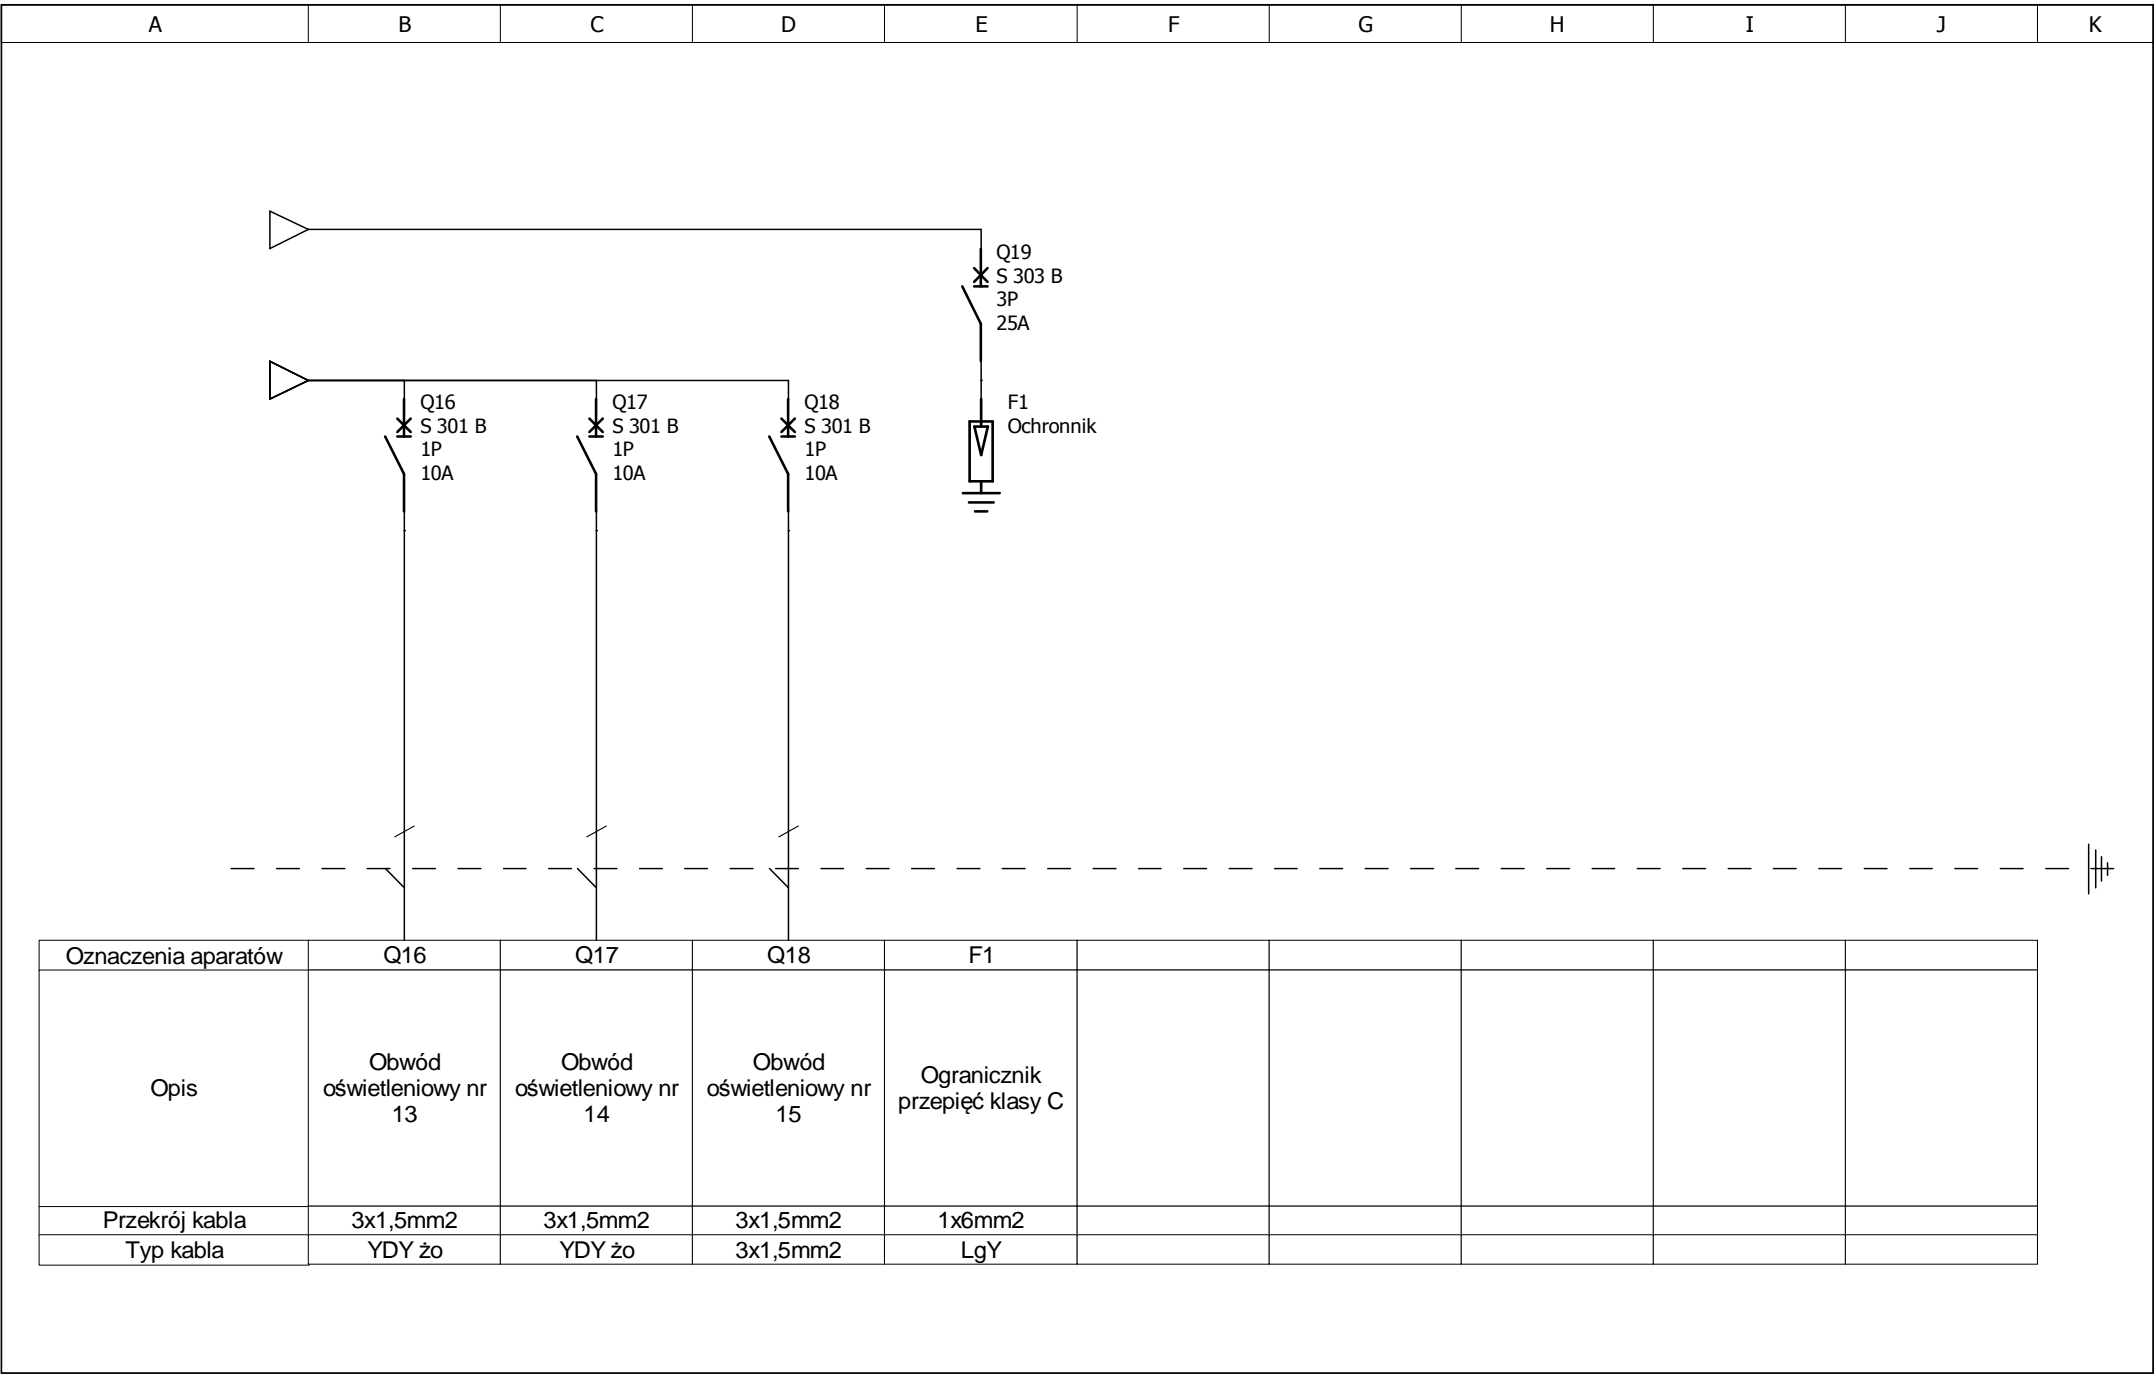 A B C D E F G H I J K
Q19
S 303 B
3P
25A
Q16
S 301 B
1P
10A
Q17
S 301 B
1P
10A
Q18
S 301 B
1P
10A
F1
Ochronnik
Oznaczenia aparatów Q16 Q17 Q18 F1
Opis
Obwód
oświetleniowy nr
13
Obwód
oświetleniowy nr
14
Obwód
oświetleniowy nr
15
Ogranicznik
przepięć klasy C
Przekrój kabla 3x1,5mm2 3x1,5mm2 3x1,5mm2 1x6mm2
Typ kabla YDY żo YDY żo 3x1,5mm2 LgY